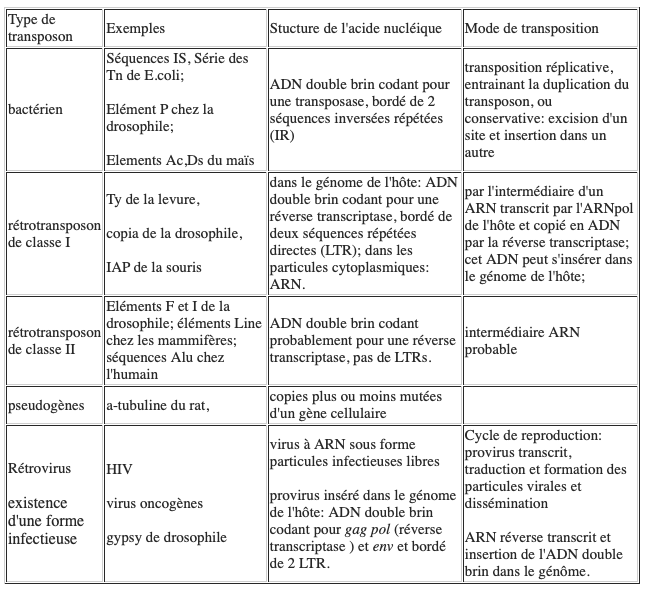 Type de
transposon
Exemples
Stucture de l'acide nucléique
Mode de transposition
bactérien
Séquences IS, Série des
Tn de E.coli;
Elément P chez la
drosophile;
Elements Ac,Ds du maïs
ADN double brin codant pour
une transposase, bordé de 2
séquences inversées répétées
(IR)
transposition réplicative,
entrainant la duplication du
transposon, ou
conservative: excision d'un
site et insertion dans un
autre
rétrotransposon
de classe I
Ty de la levure,
copia de la drosophile,
IAP de la souris
dans le génome de l'hôte: ADN
double brin codant pour une
réverse transcriptase, bordé de
deux séquences répétées
directes (LTR); dans les
particules cytoplasmiques:
ARN.
par l'intermédiaire d'un
ARN transcrit par l'ARNpol
de l'hôte et copié en ADN
par la réverse transcriptase;
cet ADN peut s'insérer dans
le génome de l'hôte;
rétrotransposon
de classe II
Eléments F et I de la
drosophile; éléments Line
chez les mammifères;
séquences Alu chez
l'humain
ADN double brin codant
probablement pour une réverse
transcriptase, pas de LTRs.
intermédiaire ARN
probable
pseudogènes
a-tubuline du rat,
copies plus ou moins mutées
d'un gène cellulaire
Rétrovirus
existence
d'une forme
infectieuse
HIV
virus oncogènes
gypsy de drosophile
virus à ARN sous forme
particules infectieuses libres
provirus inséré dans le génome
de l'hôte: ADN double brin
codant pour gag pol (réverse
transcriptase ) et env et bordé
de 2 LTR.
Cycle de reproduction:
provirus transcrit,
traduction et formation des
particules virales et
dissémination
ARN réverse transcrit et
insertion de l'ADN double
brin dans le génôme.